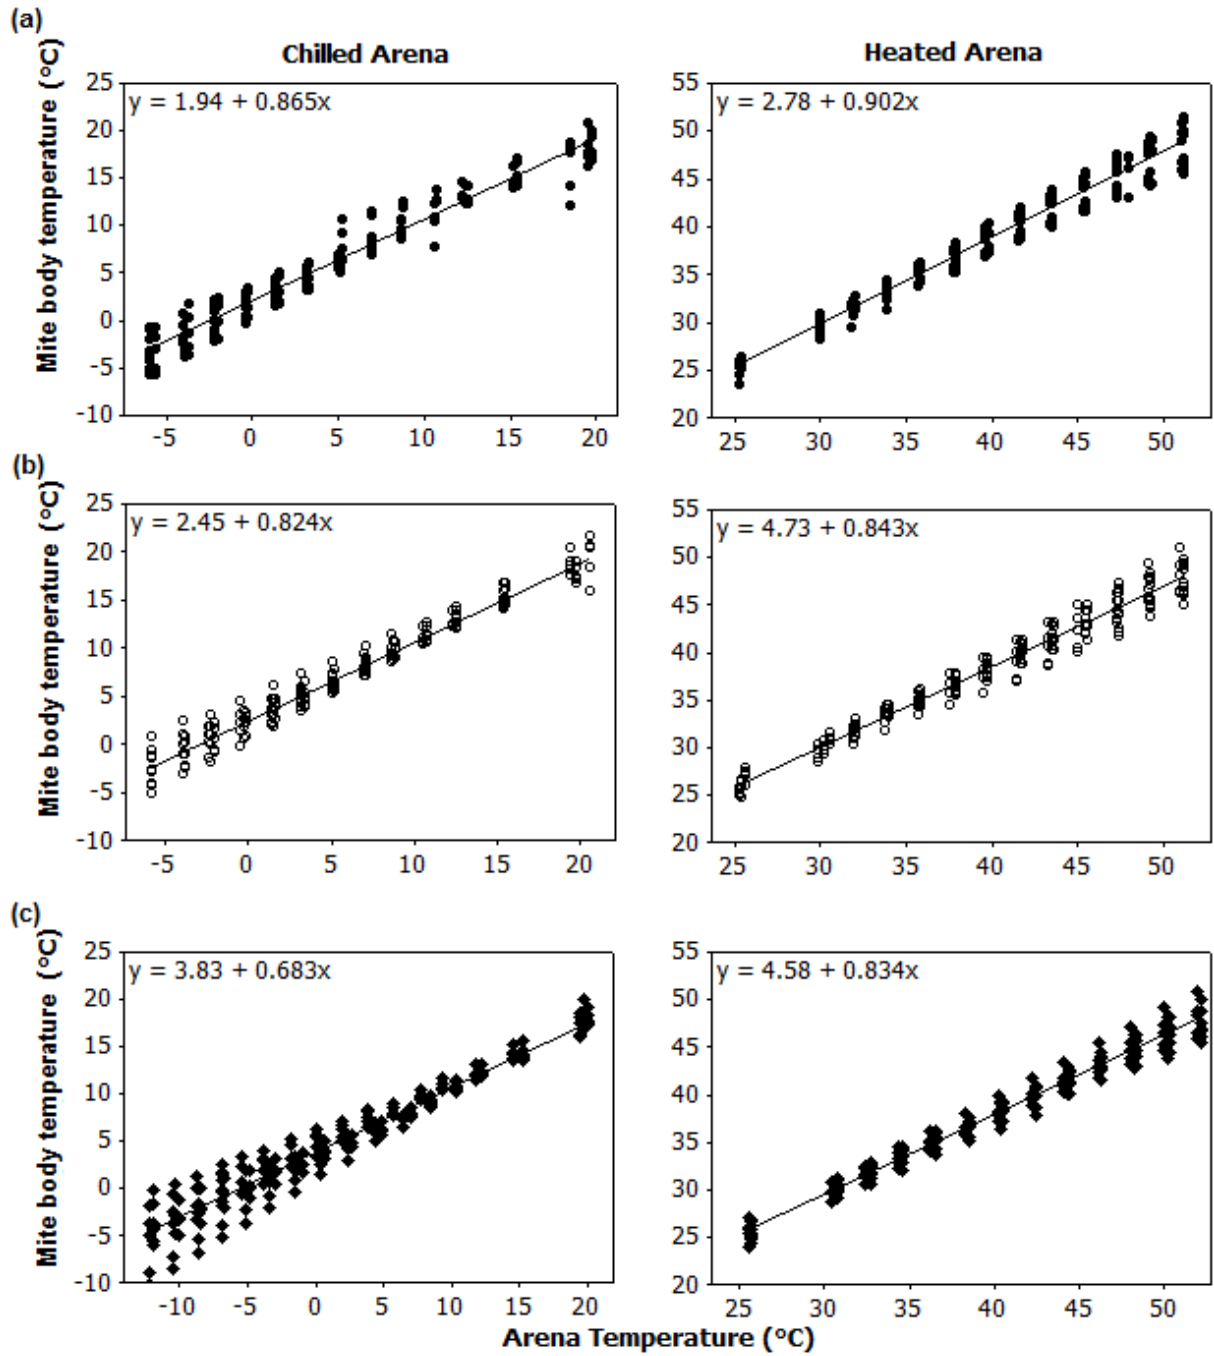 (a)
Chilled Arena
Heated Arena
Mite body temperature (°C)
y = 1.94 + 0.865x
25
20
15
10
5
0
-5
-10
-5 0 5 10 15 20
y = 2.78 + 0.902x
55
50
45
40
35
30
25
20
25 30 35 40 45 50
(b)
Mite body temperature (°C)
y = 2.45 + 0.824x
25
20
15
10
5
0
-5
-10
-5 0 5 10 15 20
y = 4.73 + 0.843x
55
50
45
40
35
30
25
20
25 30 35 40 45 50
(c)
Mite body temperature (°C)
y = 3.83 + 0.683x
25
20
15
10
5
0
-5
-10
-10 -5 0 5 10 15 20
y = 4.58 + 0.834x
55
50
45
40
35
30
25
20
25 30 35 40 45 50
Arena Temperature (°C)